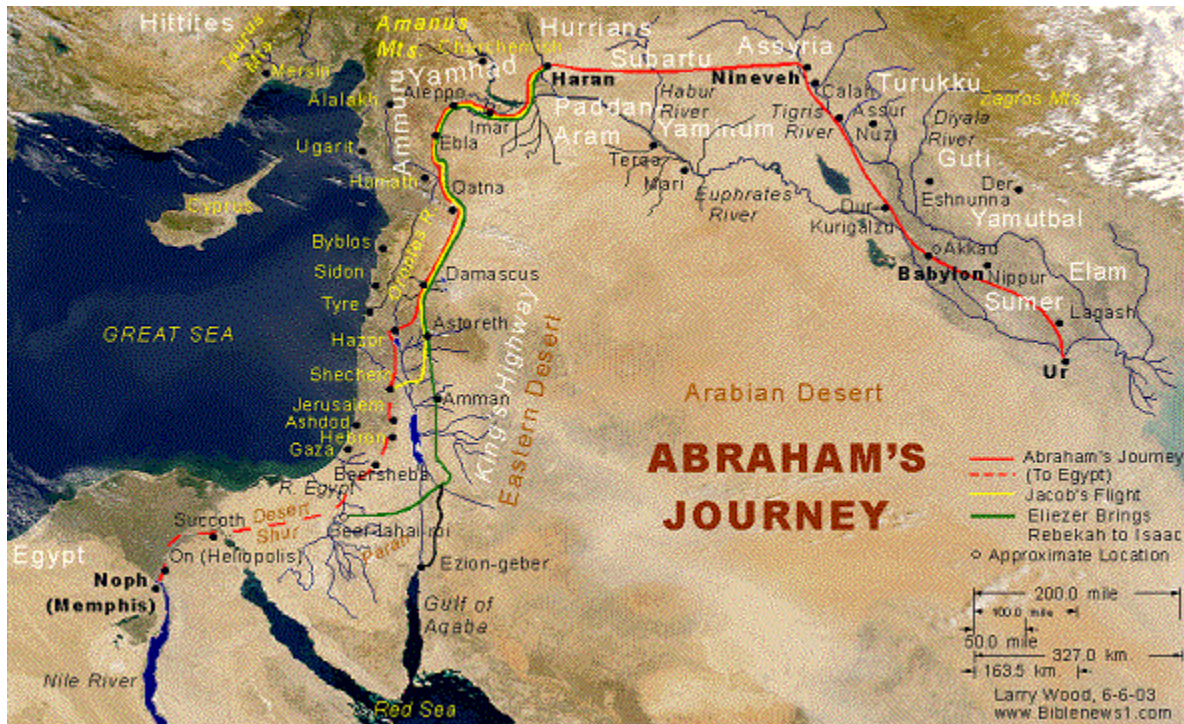 Hittites
Taurus
Mts
Mersin
Amanus
Mts.
Charchemish
Hurrians
Haran
Subartu
Assyria
Nineveh
Calah
Turukku
Zagros Mts
Yamhad
Aleppo
Alalakh
Imar
Paddan
Aram
Habur
River
Tigris
River
Assur
Nuzi
Diyala
River
Ammuru
Ebla
Ugarit
Yaminum
Terqa
Mari
Guti
Der
Eshnunna
Hamath
Qatna
Euphrates
River
Dur
Kurigalzu
Yamutbal
Cyprus
Orontes R.
Byblos
Akkad
Babylon
Nippur
Elam
Sidon
Damascus
Tyre
Sumer
Lagash
GREAT SEA
Astoreth
Hazor
Ur
King's Highway
Eastern Desert
Shechem
Amman
Arabian Desert
Jerusalem
Ashdod
Hebron
Gaza
Beersheba
R. Egypt
ABRAHAM'S
JOURNEY
Abraham's Journey
(To Egypt)
Jacob's Flight
Eliezer Brings
Rebekah to Isaac
Approximate Location
Succoth
Desert
Shur
Beer-lahai-roi
Paran
Egypt
On (Heliopolis)
Ezion-geber
Noph
(Memphis)
Gulf of
Aqaba
Nile River
Red Sea
200.0 mile
100.0 mile
50.0 mile
327.0 km.
163.5 km.
Larry Wood, 6-6-03
www.Biblenews1.com